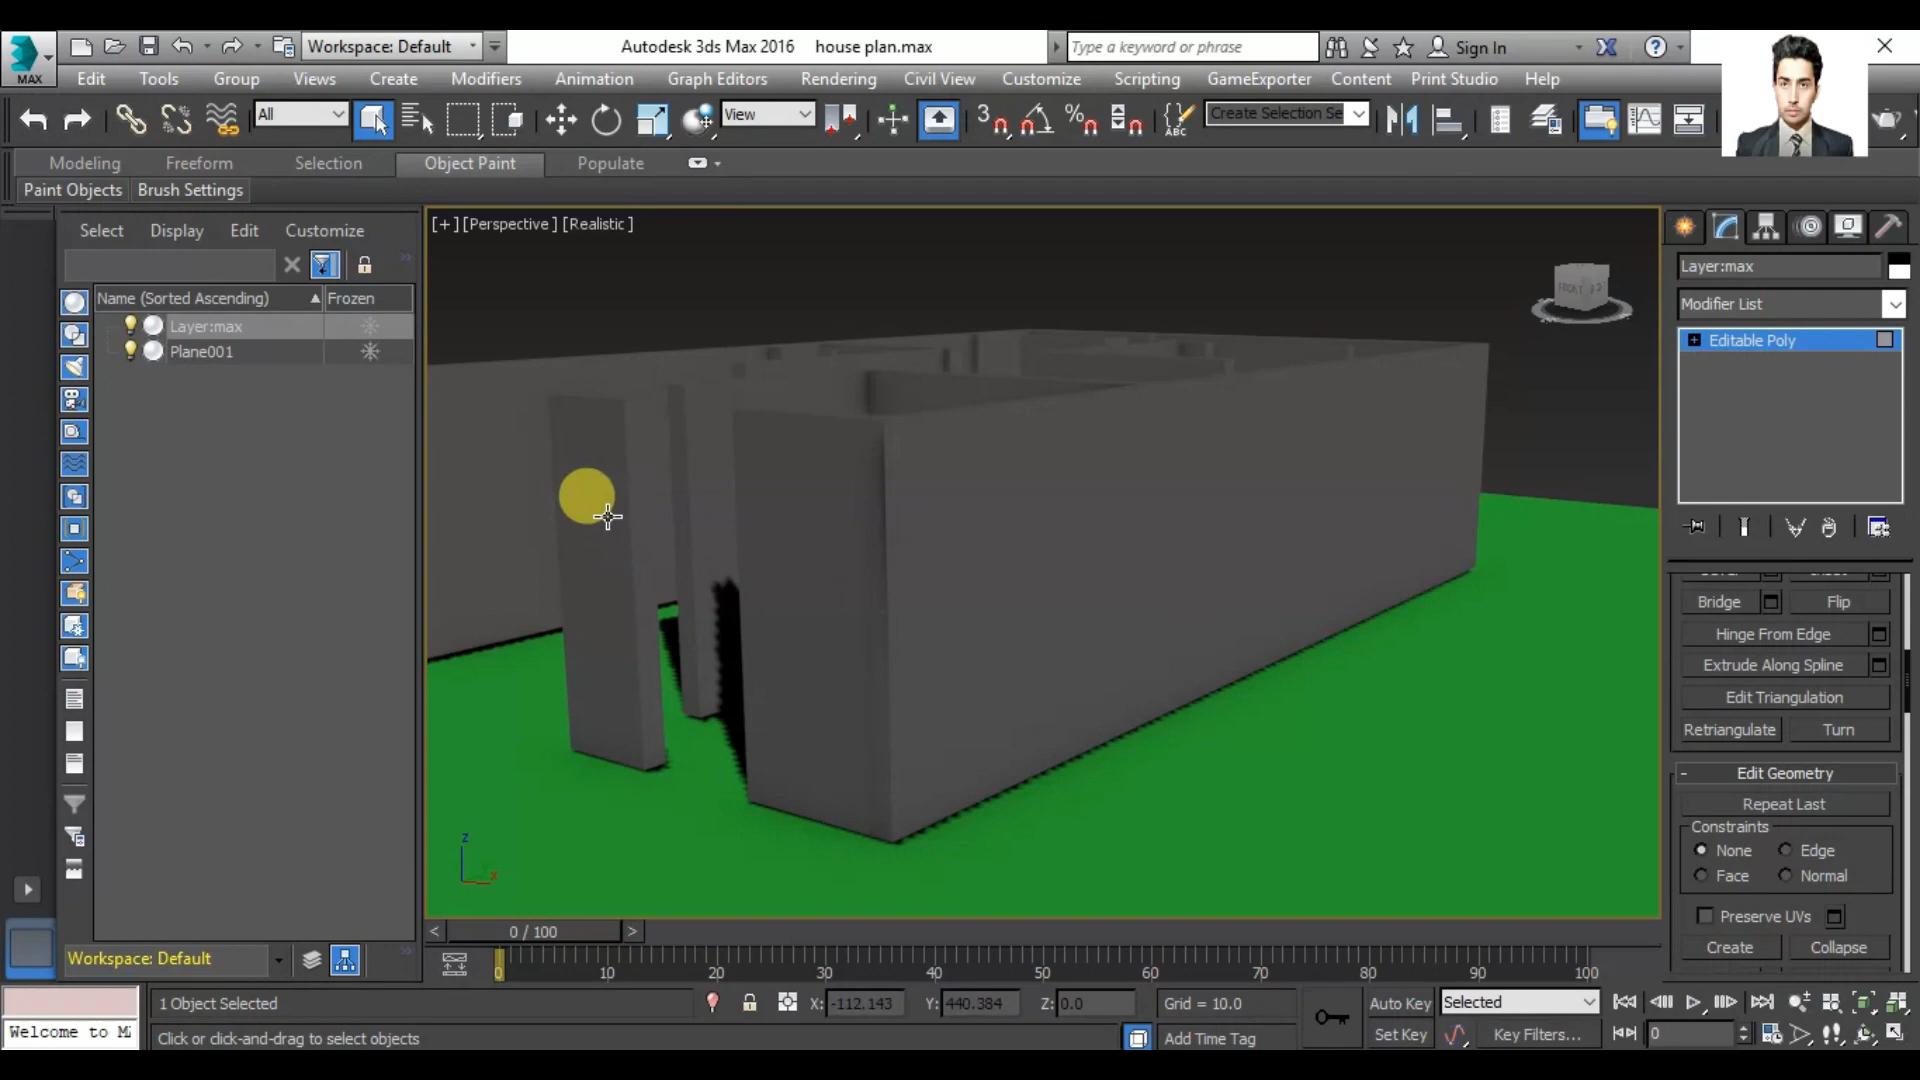 Workspace: Default
Autodesk 3ds Max 2016 house plan.max
Type a keyword or phrase
Sign In
MAX
Edit Tools Group Views Create Modifiers Animation Graph Editors Rendering Civil View Customize Scripting GameExporter Content Print Studio Help
All
View
3
ABC
Create Selection Se
Modeling Freeform Selection Object Paint Populate
Paint Objects Brush Settings
Select Display Edit Customize
Name (Sorted Ascending) Frozen
Layer:max
Plane001
[+] [Perspective] [Realistic]
FRONT
z
x
Layer:max
Modifier List
Editable Poly
Bridge Flip
Hinge From Edge
Extrude Along Spline
Edit Triangulation
Retriangulate Turn
- Edit Geometry
Repeat Last
Constraints
None Edge
Face Normal
Preserve UVs
Create Collapse
< 0 / 100 >
Workspace: Default
0 10 20 30 40 50 60 70 80 90 100
1 Object Selected
X: -112.143 Y: 440.384 Z: 0.0
Grid = 10.0
Auto Key Selected
Welcome to M
Click or click-and-drag to select objects
Add Time Tag
Set Key Key Filters... 0